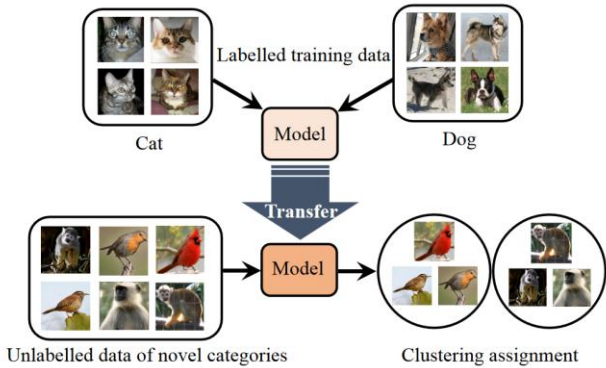 Labelled training data
Cat
Model
Dog
Transfer
Model
Unlabelled data of novel categories
Clustering assignment